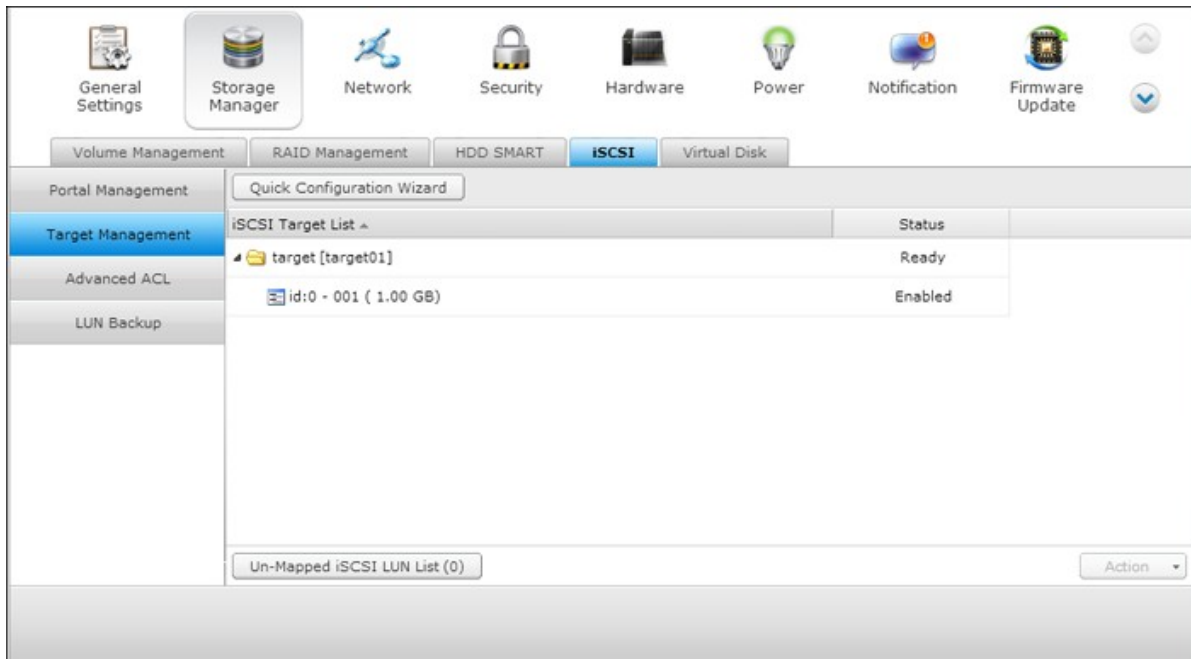 General
Settings
Storage
Manager
Network
Security
Hardware
Power
1
Notification
Firmware
Update
Volume Management
RAID Management
HDD SMART
iSCSI
Virtual Disk
Portal Management
Quick Configuration Wizard
Target Management
iSCSI Target List
Status
target [target01]
Ready
Advanced ACL
id:0 - 001 ( 1.00 GB)
Enabled
LUN Backup
Un-Mapped iSCSI LUN List (0)
Action